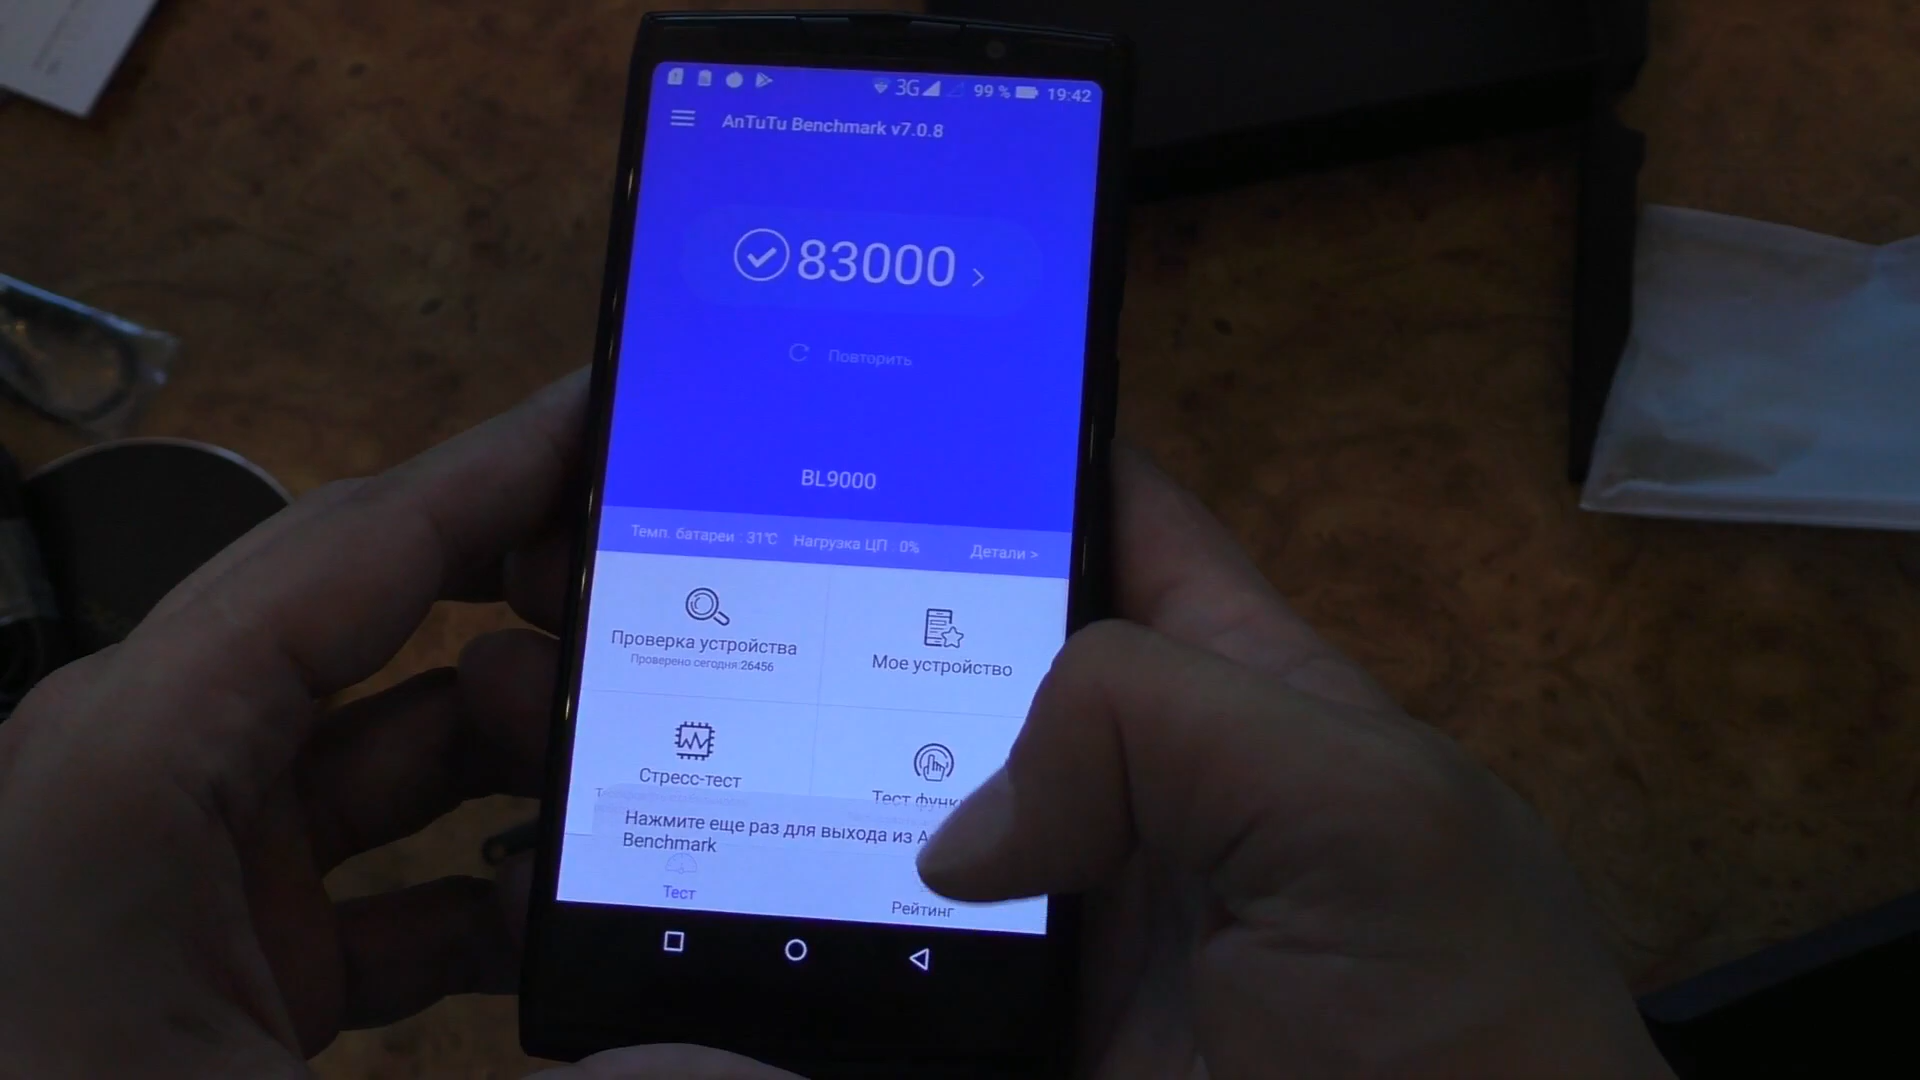 3G 99 % 19:42
AnTuTu Benchmark v7.0.8
83000 >
Повторить
BL9000
Темп. батареи : 31℃ Нагрузка ЦП : 0% Детали >
Проверка устройства
Проверено сегодня:26456
Мое устройство
Стресс-тест
Тест
Нажмите еще раз для выхода из
Benchmark
Тест
Рейтинг